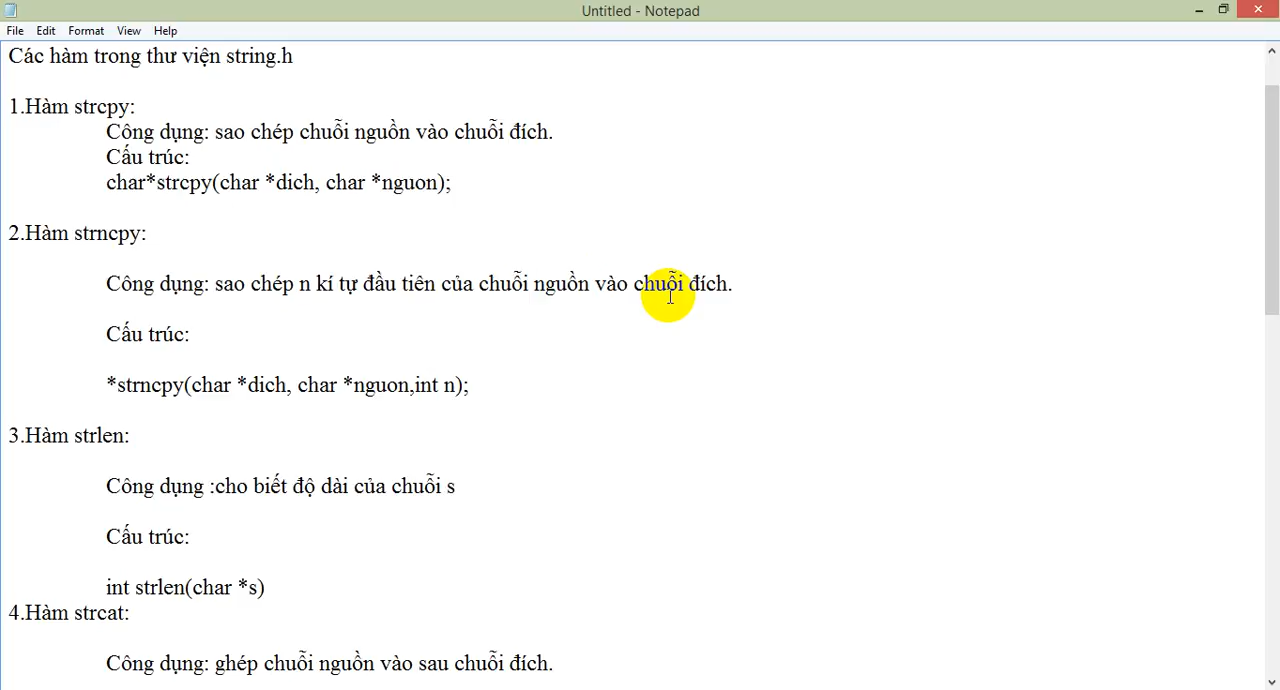 Untitled - Notepad
File Edit Format View Help
Các hàm trong thư viện string.h
1.Hàm strcpy:
Công dụng: sao chép chuỗi nguồn vào chuỗi đích.
Cấu trúc:
char*strcpy(char *dich, char *nguon);
2.Hàm strncpy:
Công dụng: sao chép n kí tự đầu tiên của chuỗi nguồn vào chuỗi đích.
Cấu trúc:
*strncpy(char *dich, char *nguon,int n);
3.Hàm strlen:
Công dụng :cho biết độ dài của chuỗi s
Cấu trúc:
int strlen(char *s)
4.Hàm strcat:
Công dụng: ghép chuỗi nguồn vào sau chuỗi đích.